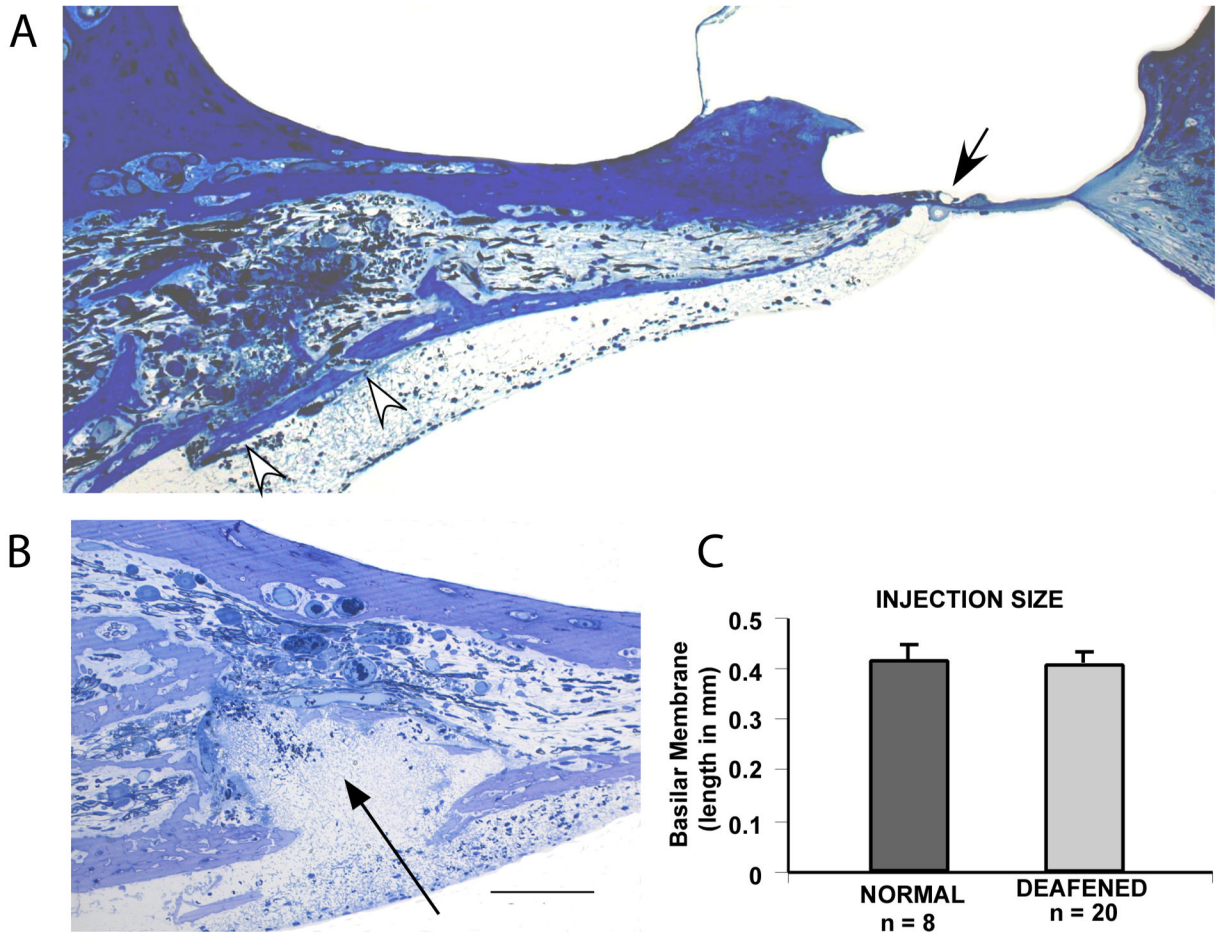 A
B
C
INJECTION SIZE
Basilar Membrane
(length in mm)
0.5
0.4
0.3
0.2
0.1
0
NORMAL
n = 8
DEAFENED
n = 20